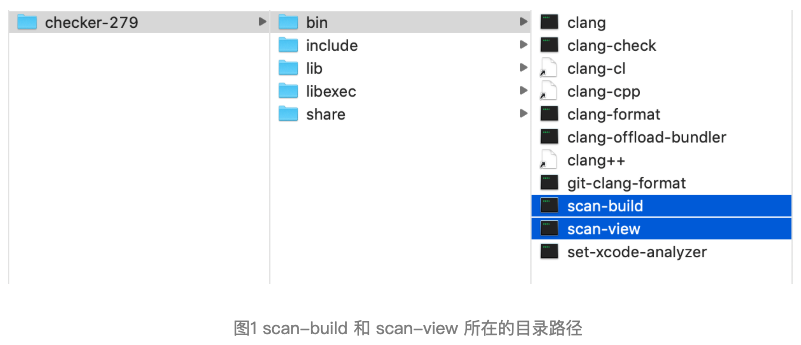 checker-279
bin
include
lib
libexec
share
clang
clang-check
clang-cl
clang-cpp
clang-format
clang-offload-bundler
clang++
git-clang-format
scan-build
scan-view
set-xcode-analyzer
图1 scan-build 和 scan-view 所在的目录路径